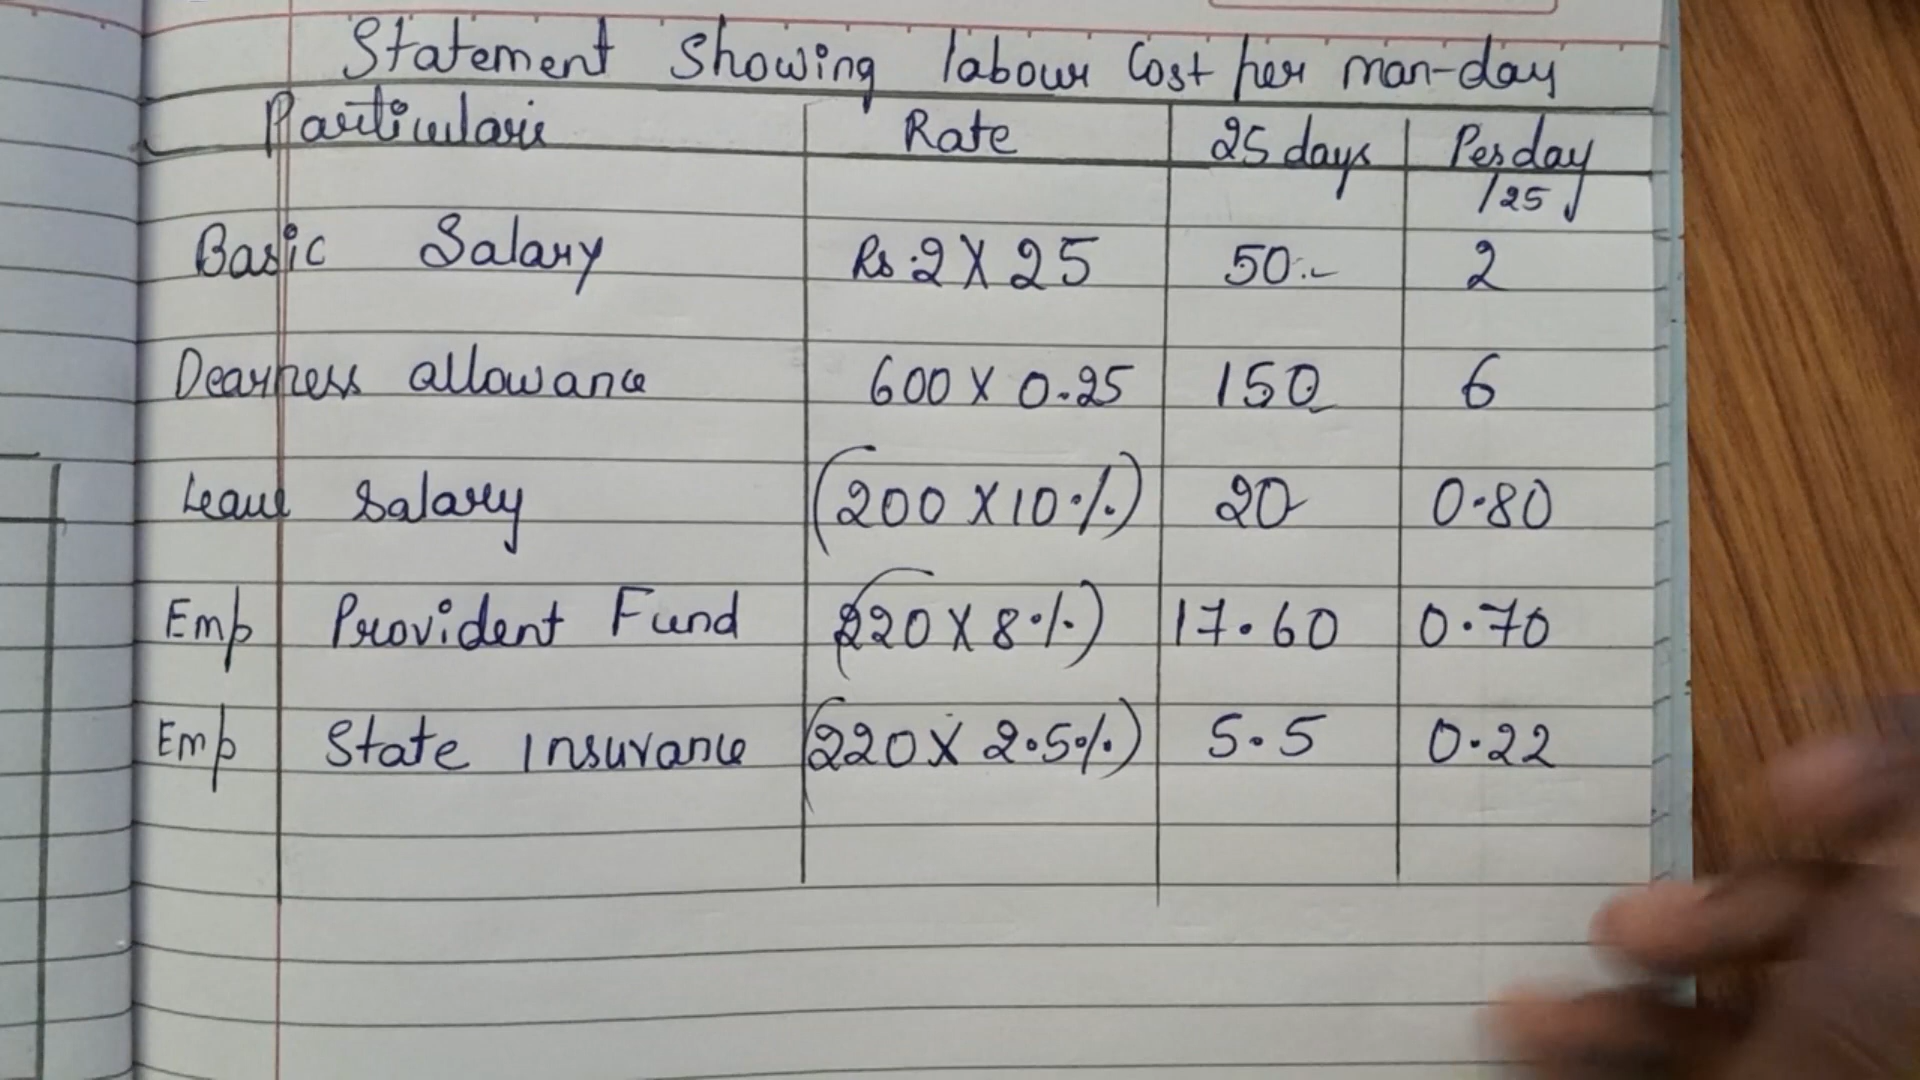 Statement Showing labour Cost per man-day
Particulars Rate 25 days Per day
/25
Basic Salary Rs. 2 X 25 50.- 2
Dearness allowance 600 X 0.25 150 6
Leave Salary (200 X 10%) 20 0.80
Emp Provident Fund (220 X 8%) 17.60 0.70
Emp State Insurance (220 X 2.5%) 5.5 0.22